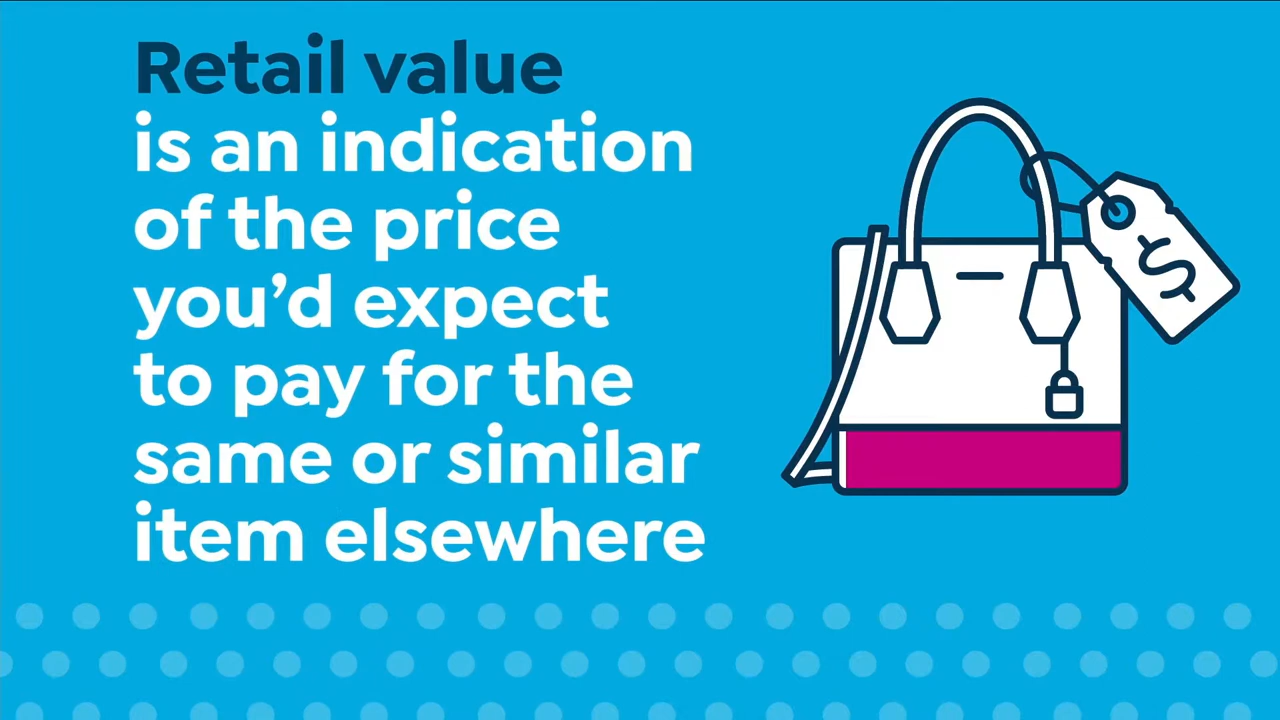 Retail value
is an indication
of the price
you’d expect
to pay for the
same or similar
item elsewhere
$